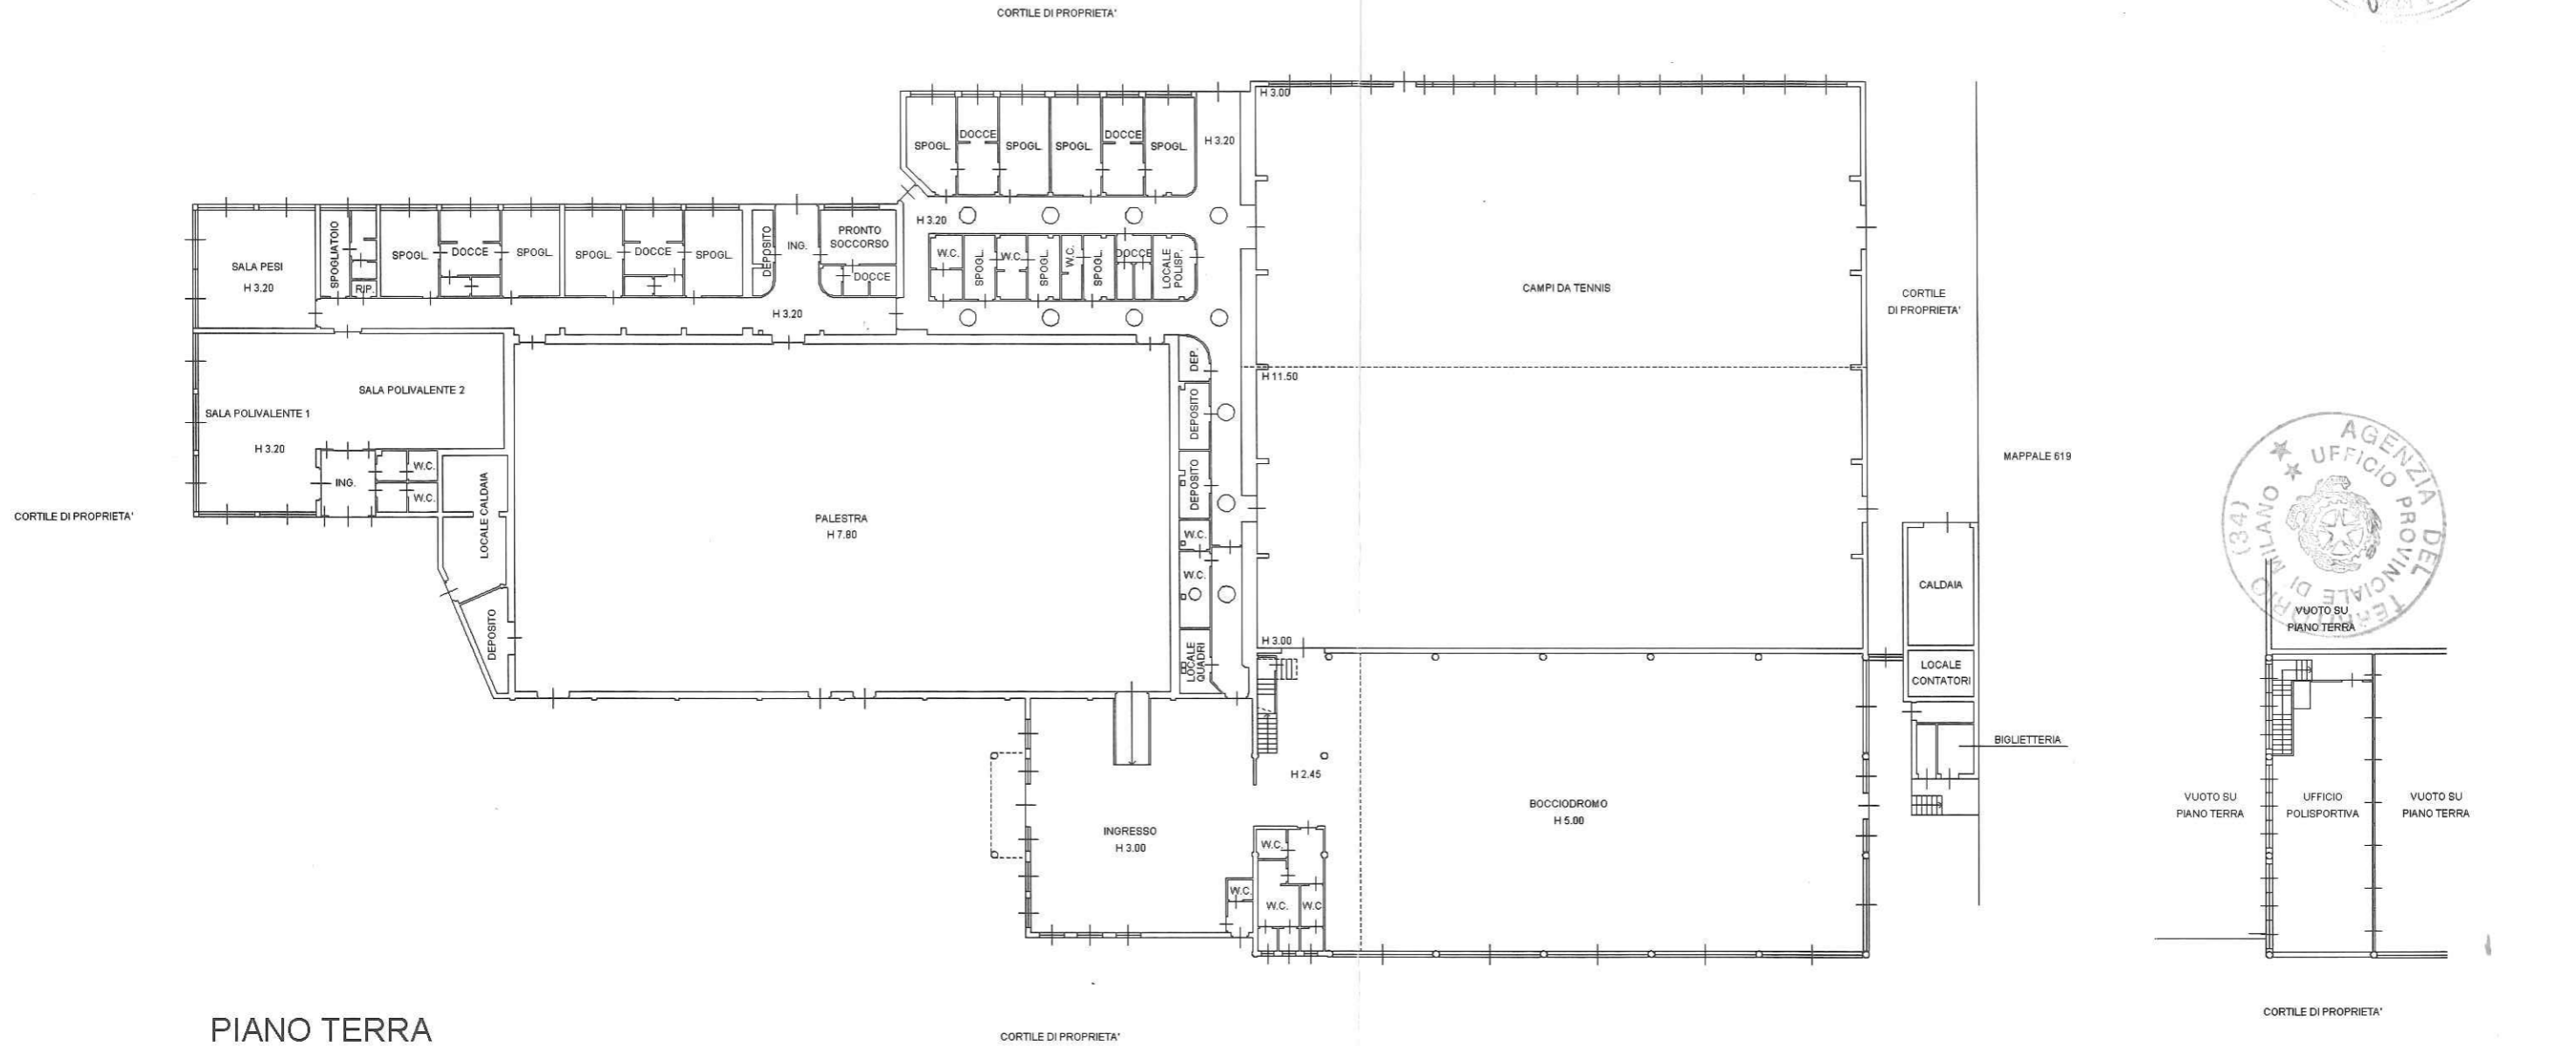 CORTILE DI PROPRIETA'
H 3.00
SPOGL.
DOCCE
SPOGL.
SPOGL.
DOCCE
SPOGL.
H 3.20
H 3.20
SALA PESI
H 3.20
SPOGLIATOIO
RIP.
SPOGL.
DOCCE
SPOGL.
SPOGL.
DOCCE
SPOGL.
DEPOSITO
ING.
PRONTO
SOCCORSO
DOCCE
H 3.20
W.C.
SPOGL.
W.C.
SPOGL.
W.C.
SPOGL.
DOCCE
LOCALE
POLISP.
CAMPI DA TENNIS
CORTILE
DI PROPRIETA'
H 11.50
SALA POLIVALENTE 2
SALA POLIVALENTE 1
H 3.20
ING.
W.C.
W.C.
LOCALE CALDAIA
DEPOSITO
CORTILE DI PROPRIETA'
PALESTRA
H 7.80
DEP.
DEPOSITO
DEPOSITO
W.C.
W.C.
LOCALE
QUADRI
H 3.00
MAPPALE 619
CALDAIA
LOCALE
CONTATORI
BIGLIETTERIA
H 2.45
BOCCIODROMO
H 5.00
INGRESSO
H 3.00
W.C.
W.C.
W.C.
W.C
AGENZIA DEL TERRITORIO (34)
UFFICIO PROVINCIALE DI MILANO
VUOTO SU
PIANO TERRA
VUOTO SU
PIANO TERRA
UFFICIO
POLISPORTIVA
VUOTO SU
PIANO TERRA
CORTILE DI PROPRIETA'
PIANO TERRA
CORTILE DI PROPRIETA'